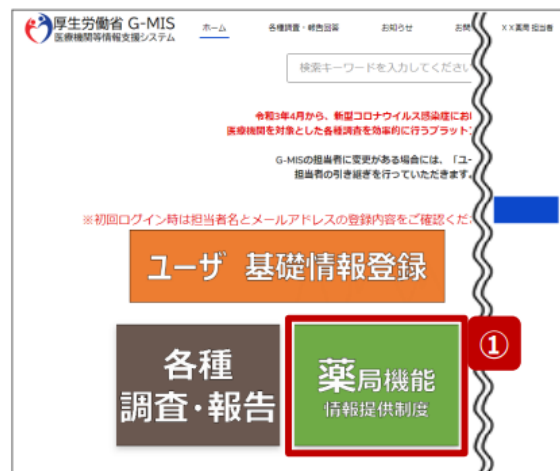 厚生労働省 G-MIS
医療機関等情報支援システム
ホーム 各種調査・報告回答 お知らせ お問 XX薬局 担当者
検索キーワードを入力してくださ
令和3年4月から、新型コロナウイルス感染症にお
医療機関を対象とした各種調査を効率的に行うプラット
G-MISの担当者に変更がある場合には、「ユー
担当者の引き継ぎを行っていただきます。
※初回ログイン時は担当者名とメールアドレスの登録内容をご確認くだ
ユーザ 基礎情報登録
各種
調査・報告
薬局機能
情報提供制度
①